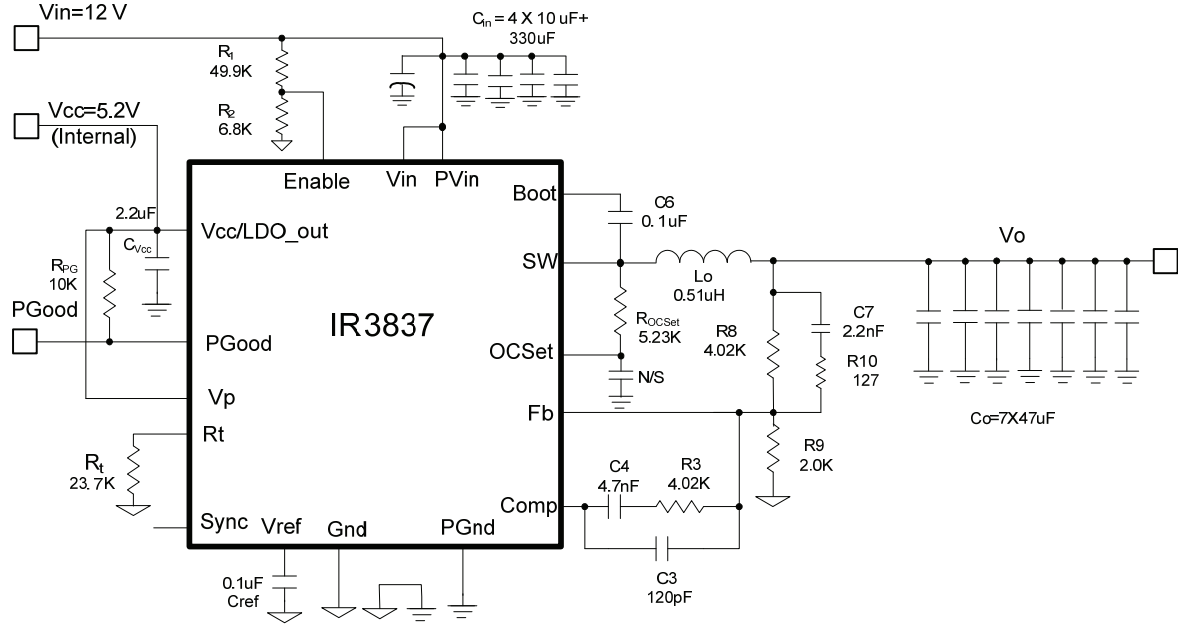 Vin=12 V
Cin = 4 X 10 uF+
330uF
R1
49.9K
R2
6.8K
Vcc=5.2V
(Internal)
Enable
Vin
PVin
Boot
C6
0.1uF
2.2uF
CVcc
Vcc/LDO_out
RPG
10K
SW
Lo
0.51uH
Vo
PGood
PGood
IR3837
ROCSet
5.23K
OCSet
N/S
R8
4.02K
C7
2.2nF
R10
127
Vp
Fb
Co=7X47uF
Rt
Rt
23.7K
R9
2.0K
C4
4.7nF
R3
4.02K
Comp
Sync
Vref
Gnd
PGnd
C3
120pF
0.1uF
Cref